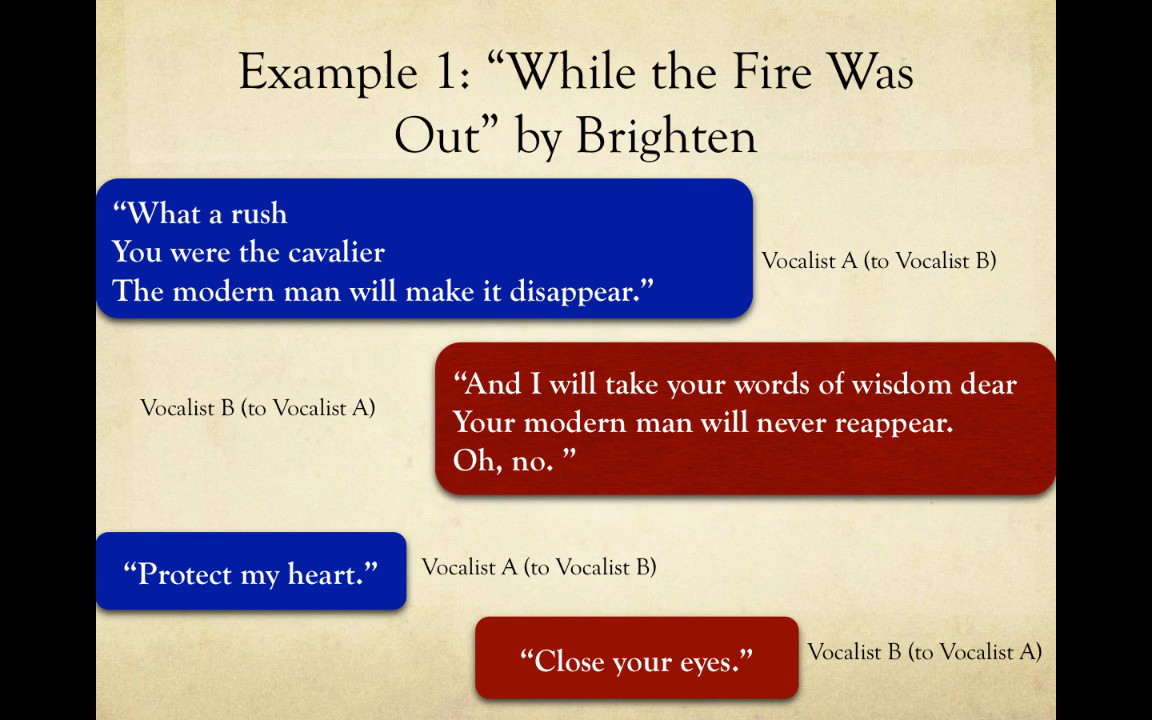 Example 1: “While the Fire Was
Out” by Brighten
“What a rush
You were the cavalier
The modern man will make it disappear.”
Vocalist A (to Vocalist B)
“And I will take your words of wisdom dear
Your modern man will never reappear.
Oh, no. ”
Vocalist B (to Vocalist A)
“Protect my heart.”
Vocalist A (to Vocalist B)
“Close your eyes.”
Vocalist B (to Vocalist A)